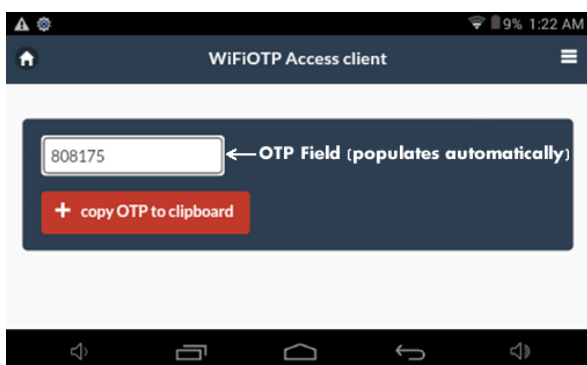 9% 1:22 AM
WiFiOTP Access client
808175 OTP Field (populates automatically)
+ copy OTP to clipboard